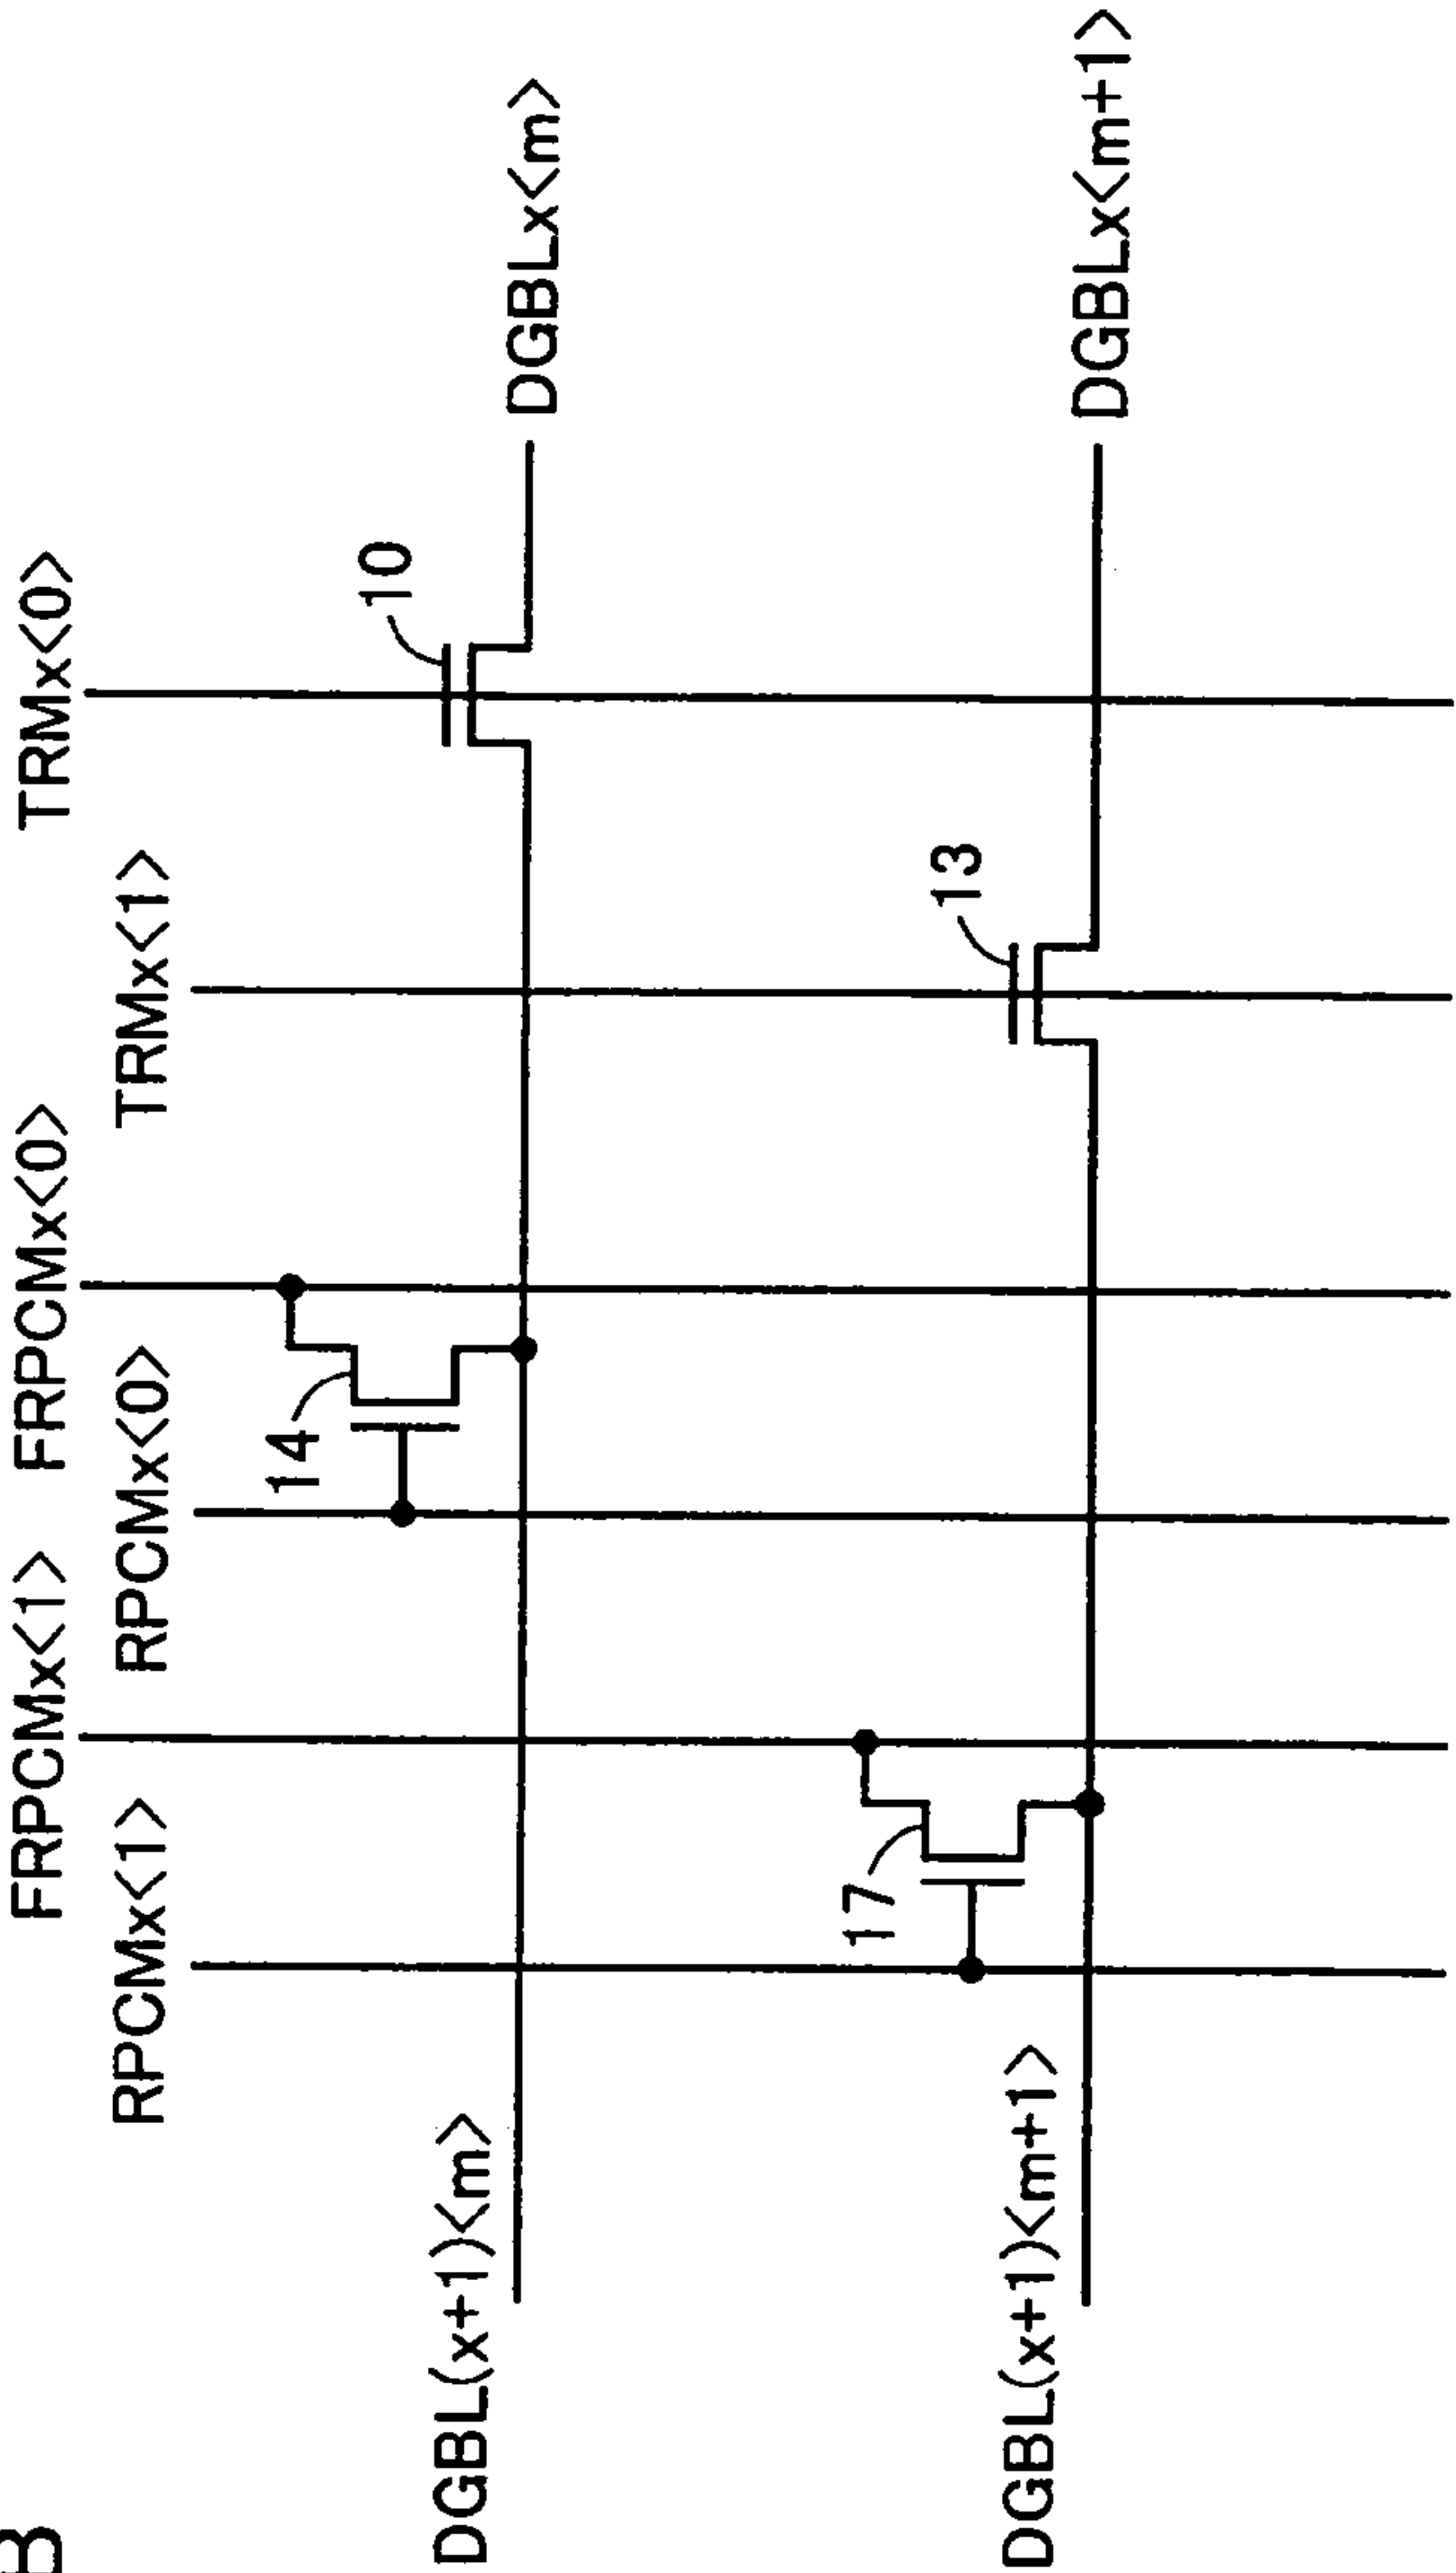 B
FRPCMx<1>
FRPCMx<0>
TRMx<0>
RPCMx<1>
RPCMx<0>
TRMx<1>
14
10
DGBL(x+1)<m>
DGBLx<m>
17
13
DGBL(x+1)<m+1>
DGBLx<m+1>